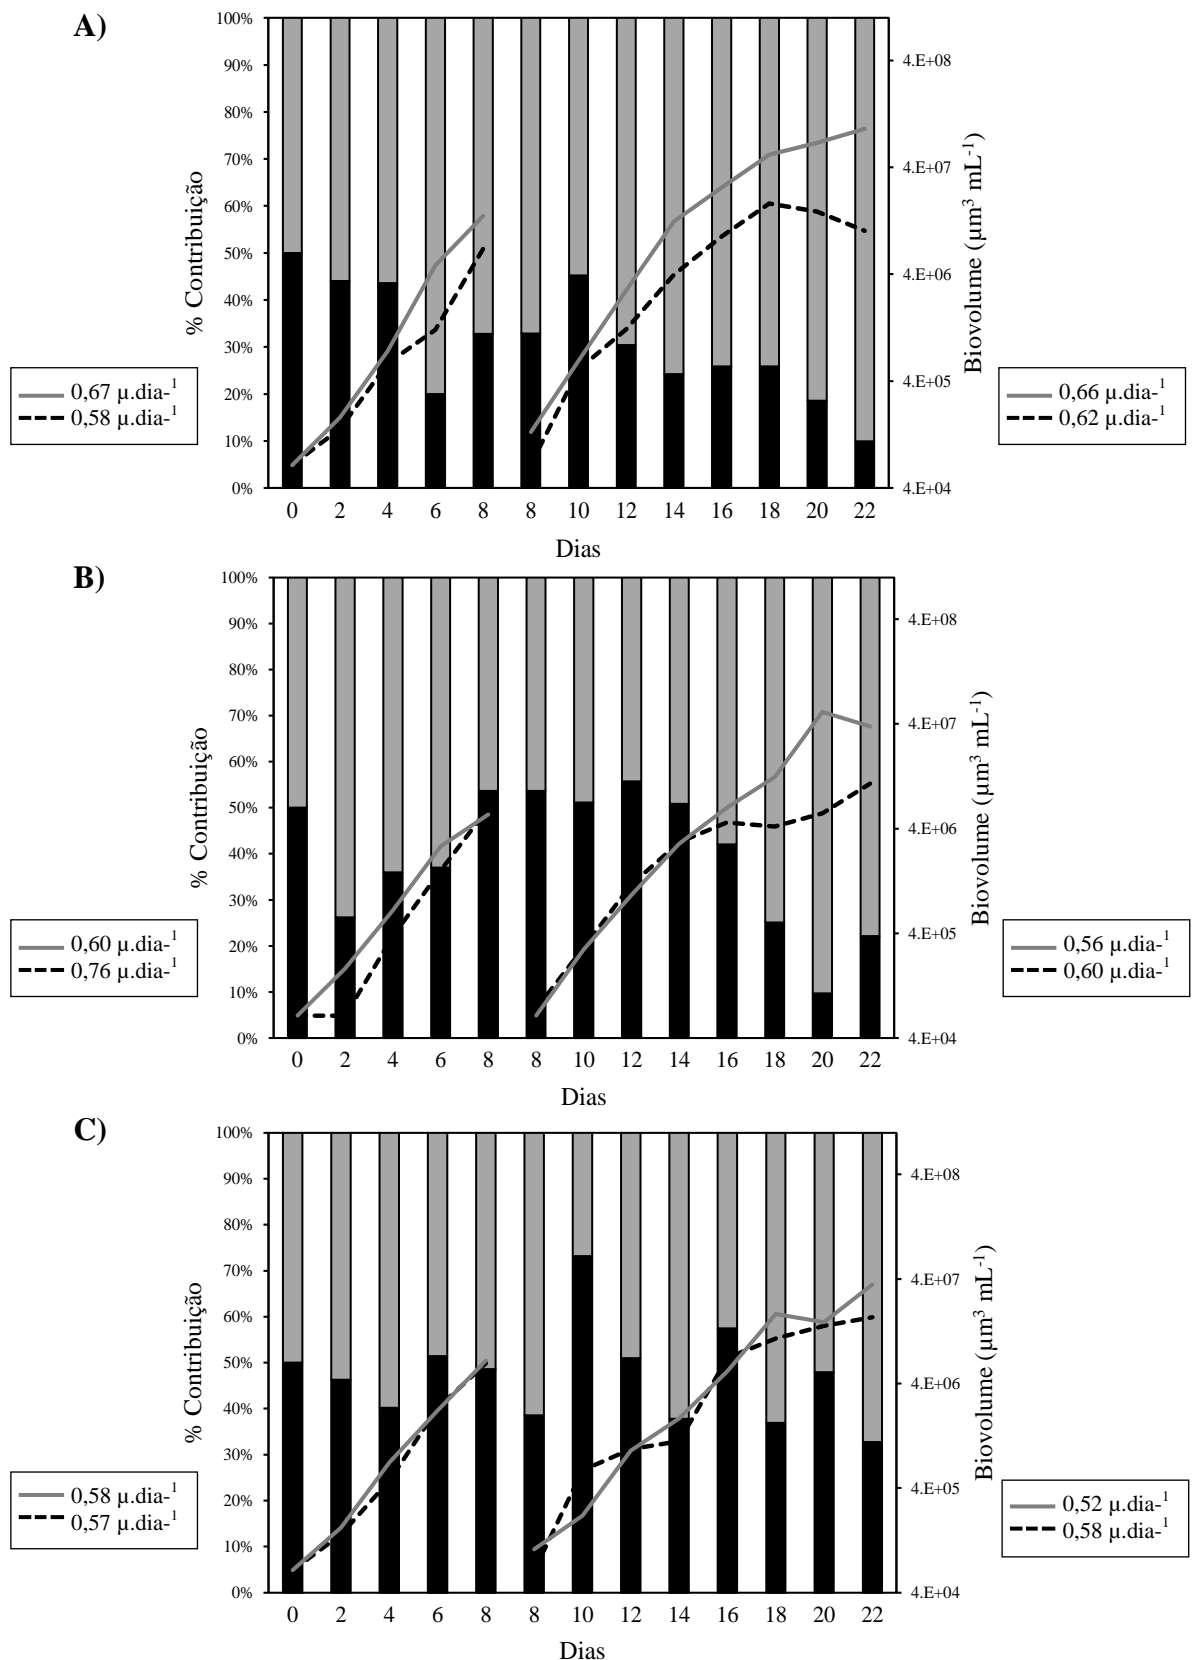 A)
100%
90%
80%
70%
60%
50%
40%
30%
20%
10%
0%
% Contribuição
4.E+08
4.E+07
4.E+06
4.E+05
4.E+04
Biovolume (µm³ mL⁻¹)
0,67 µ.dia-¹
0,58 µ.dia-¹
0,66 µ.dia-¹
0,62 µ.dia-¹
0 2 4 6 8 8 10 12 14 16 18 20 22
Dias
B)
100%
90%
80%
70%
60%
50%
40%
30%
20%
10%
0%
% Contribuição
4.E+08
4.E+07
4.E+06
4.E+05
4.E+04
Biovolume (µm³ mL⁻¹)
0,60 µ.dia-¹
0,76 µ.dia-¹
0,56 µ.dia-¹
0,60 µ.dia-¹
0 2 4 6 8 8 10 12 14 16 18 20 22
Dias
C)
100%
90%
80%
70%
60%
50%
40%
30%
20%
10%
0%
% Contribuição
4.E+08
4.E+07
4.E+06
4.E+05
4.E+04
Biovolume (µm³ mL⁻¹)
0,58 µ.dia-¹
0,57 µ.dia-¹
0,52 µ.dia-¹
0,58 µ.dia-¹
0 2 4 6 8 8 10 12 14 16 18 20 22
Dias